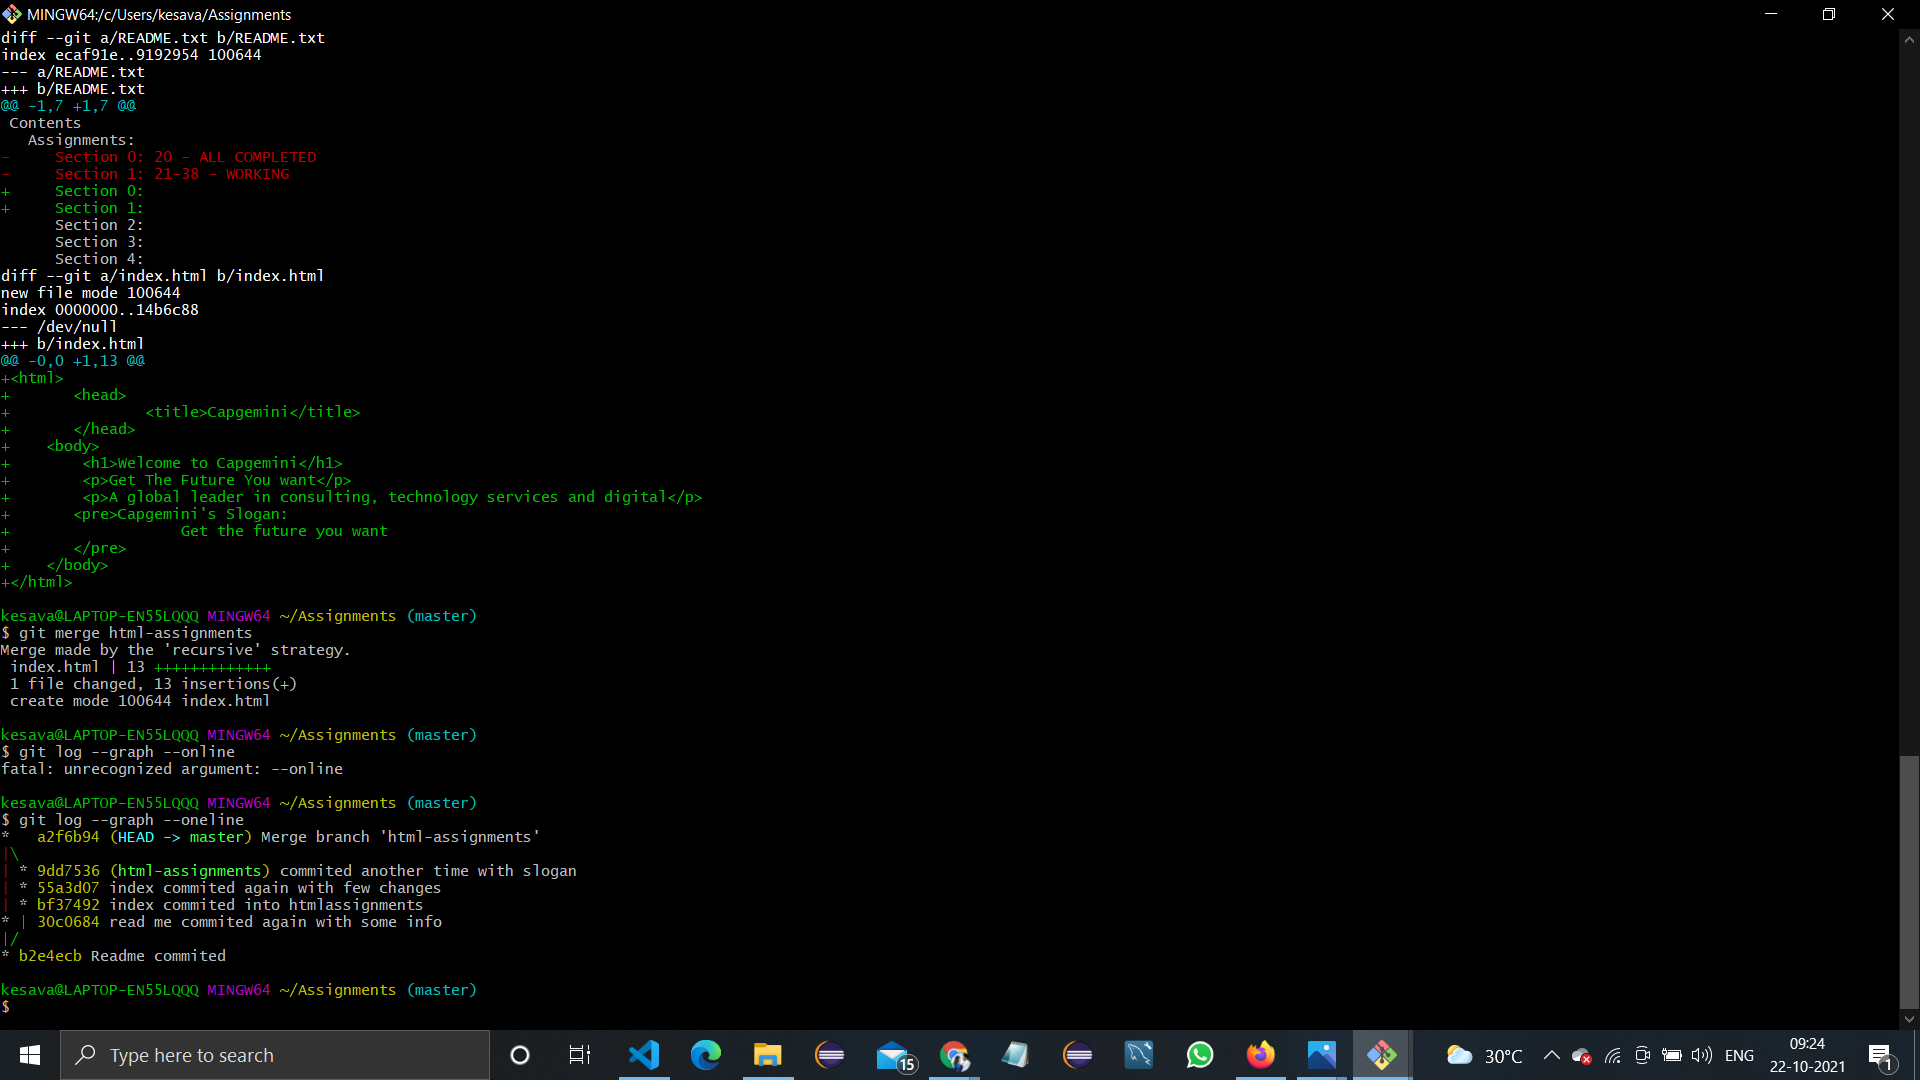 MINGW64:/c/Users/kesava/Assignments
diff --git a/README.txt b/README.txt
index ecaf91e..9192954 100644
--- a/README.txt
+++ b/README.txt
@@ -1,7 +1,7 @@
 Contents
   Assignments:
-     Section 0: 20 - ALL COMPLETED
-     Section 1: 21-38 - WORKING
+     Section 0:
+     Section 1:
      Section 2:
      Section 3:
      Section 4:
diff --git a/index.html b/index.html
new file mode 100644
index 0000000..14b6c88
--- /dev/null
+++ b/index.html
@@ -0,0 +1,13 @@
+<html>
+       <head>
+               <title>Capgemini</title>
+       </head>
+    <body>
+        <h1>Welcome to Capgemini</h1>
+        <p>Get The Future You want</p>
+        <p>A global leader in consulting, technology services and digital</p>
+       <pre>Capgemini's Slogan:
+                   Get the future you want
+       </pre>
+    </body>
+</html>
kesava@LAPTOP-EN55LQQQ MINGW64 ~/Assignments (master)
$ git merge html-assignments
Merge made by the 'recursive' strategy.
 index.html | 13 +++++++++++++
 1 file changed, 13 insertions(+)
 create mode 100644 index.html
kesava@LAPTOP-EN55LQQQ MINGW64 ~/Assignments (master)
$ git log --graph --online
fatal: unrecognized argument: --online
kesava@LAPTOP-EN55LQQQ MINGW64 ~/Assignments (master)
$ git log --graph --oneline
*   a2f6b94 (HEAD -> master) Merge branch 'html-assignments'
|\
| * 9dd7536 (html-assignments) commited another time with slogan
| * 55a3d07 index commited again with few changes
| * bf37492 index commited into htmlassignments
* | 30c0684 read me commited again with some info
|/
* b2e4ecb Readme commited
kesava@LAPTOP-EN55LQQQ MINGW64 ~/Assignments (master)
$
Type here to search
15
30°C
ENG
09:24
22-10-2021
1